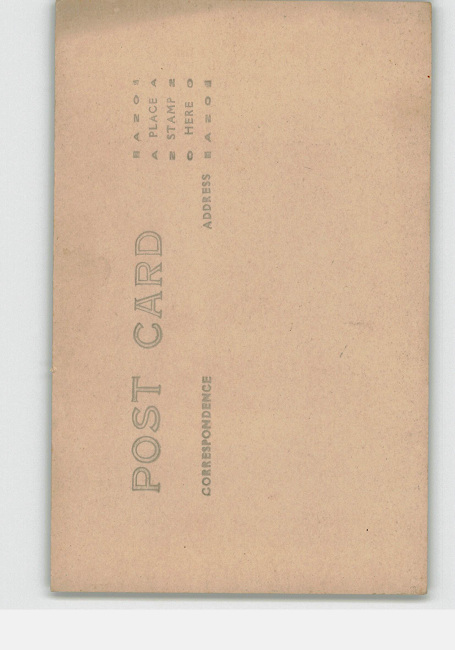 POST CARD
A Z O
A PLACE A
Z STAMP Z
O HERE O
A Z O
CORRESPONDENCE
ADDRESS